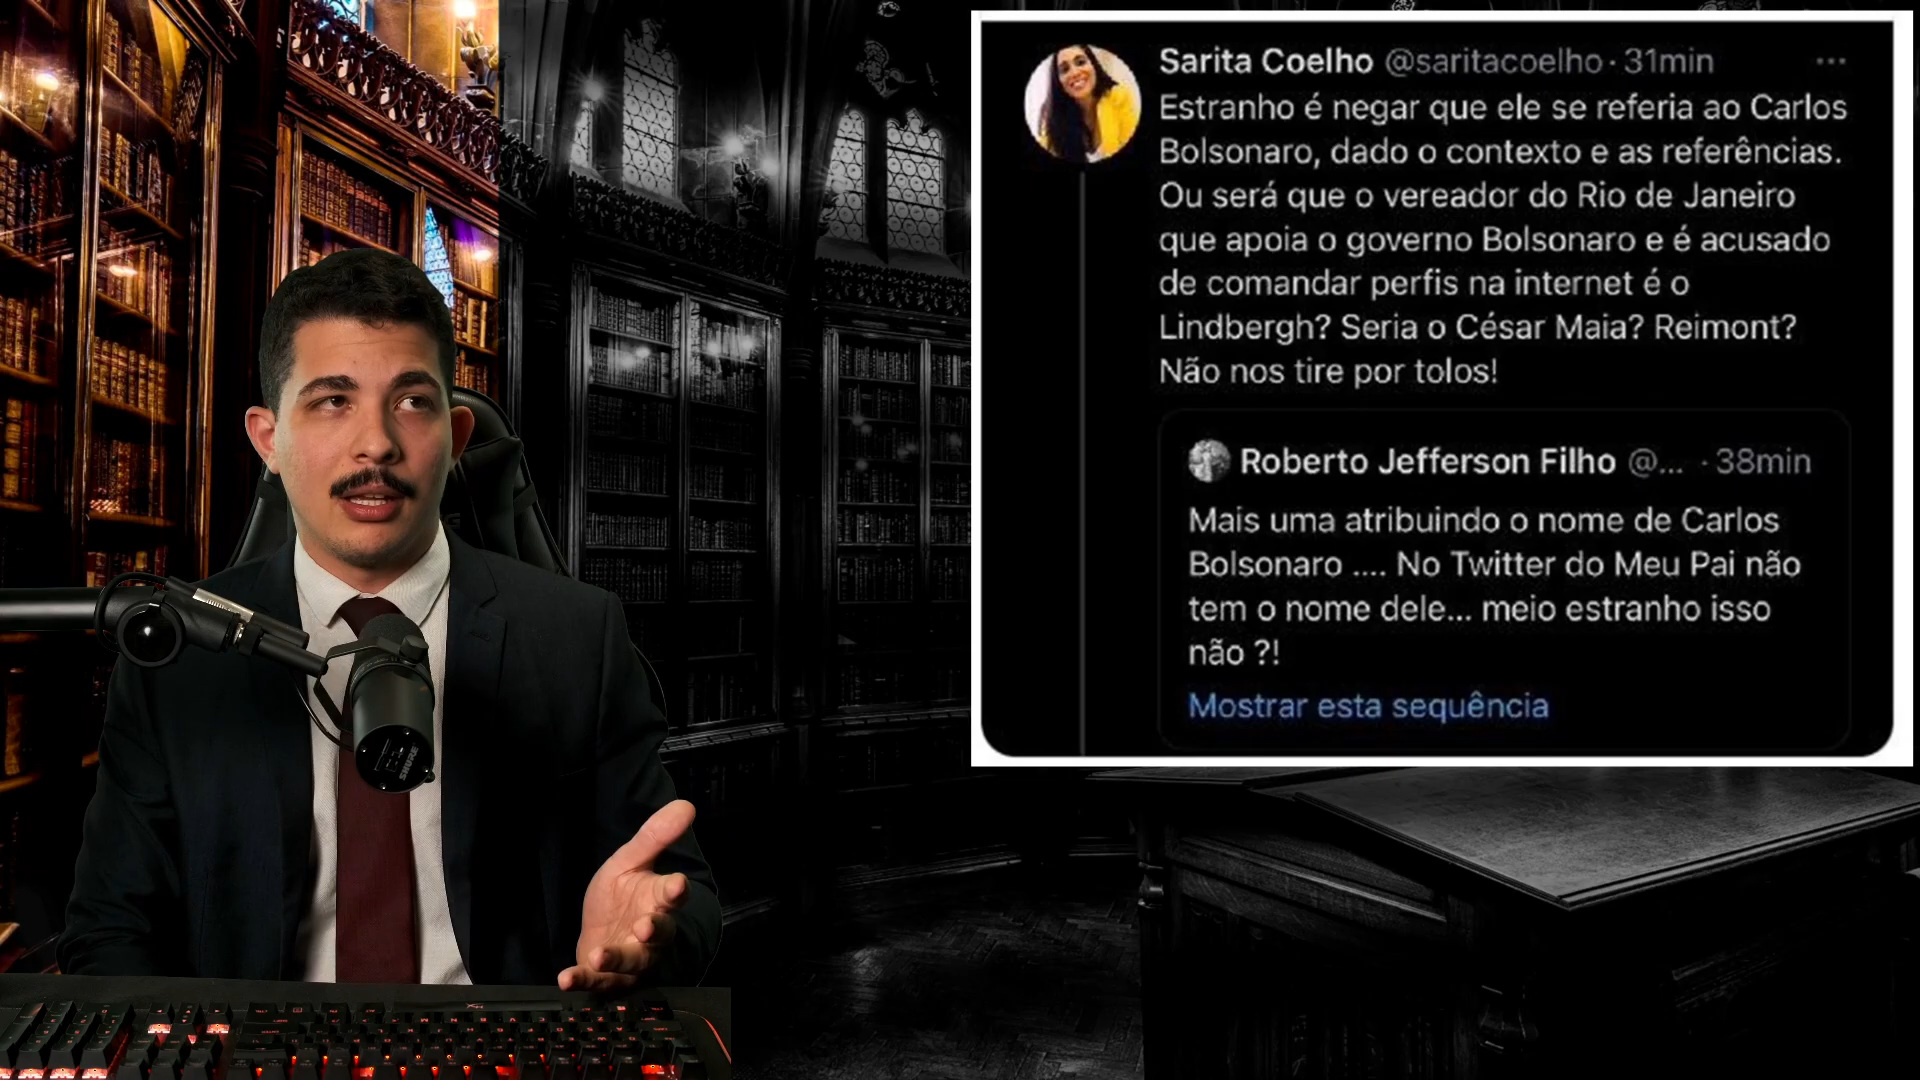 Sarita Coelho @saritacoelho · 31min ...
Estranho é negar que ele se referia ao Carlos
Bolsonaro, dado o contexto e as referências.
Ou será que o vereador do Rio de Janeiro
que apoia o governo Bolsonaro e é acusado
de comandar perfis na internet é o
Lindbergh? Seria o César Maia? Reimont?
Não nos tire por tolos!
Roberto Jefferson Filho @... · 38min
Mais uma atribuindo o nome de Carlos
Bolsonaro .... No Twitter do Meu Pai não
tem o nome dele... meio estranho isso
não ?!
Mostrar esta sequência
SHURE